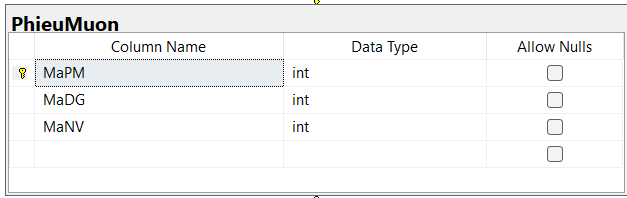 PhieuMuon
Column Name Data Type Allow Nulls
MaPM int
MaDG int
MaNV int